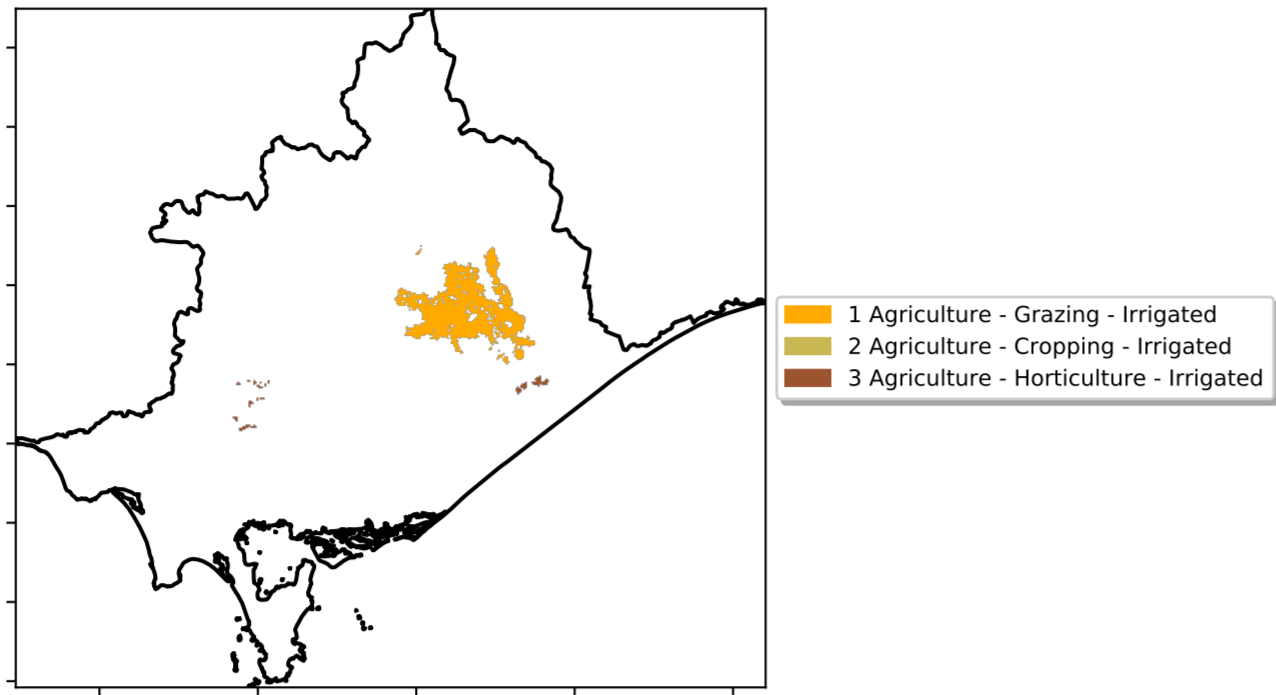 1 Agriculture - Grazing - Irrigated
2 Agriculture - Cropping - Irrigated
3 Agriculture - Horticulture - Irrigated